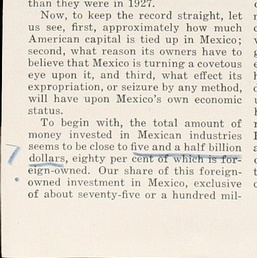 than they were in 1927.
Now, to keep the record straight, let
us see, first, approximately how much
American capital is tied up in Mexico;
second, what reason its owners have to
believe that Mexico is turning a covetous
eye upon it, and third, what effect its
expropriation, or seizure by any method,
will have upon Mexico's own economic
status.
To begin with, the total amount of
money invested in Mexican industries
seems to be close to five and a half billion
dollars, eighty per cent of which is for-
eign-owned. Our share of this foreign-
owned investment in Mexico, exclusive
of about seventy-five or a hundred mil-